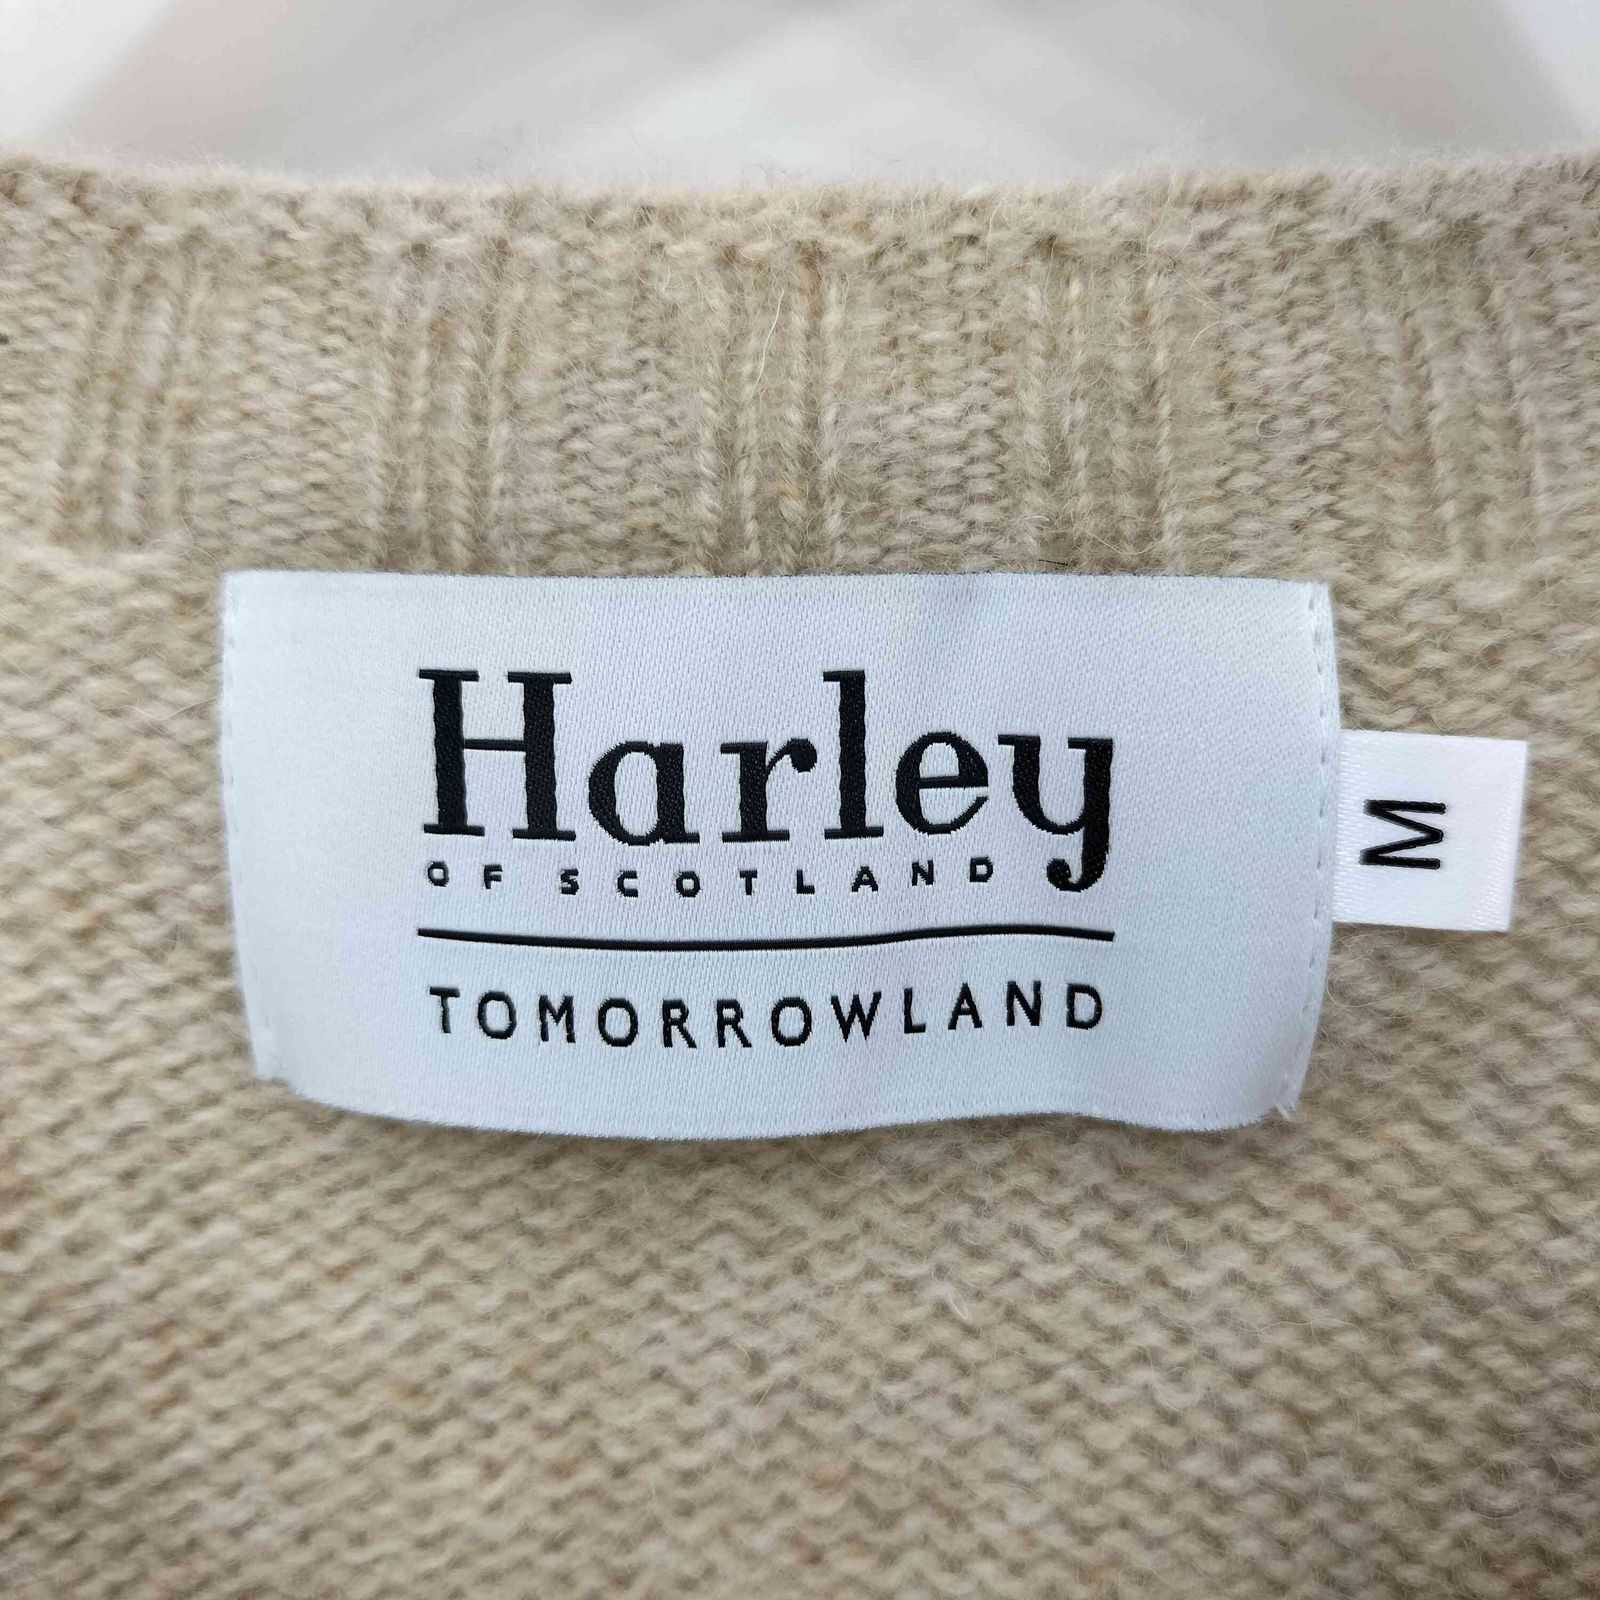 Harley
OF SCOTLAND
TOMORROWLAND
M